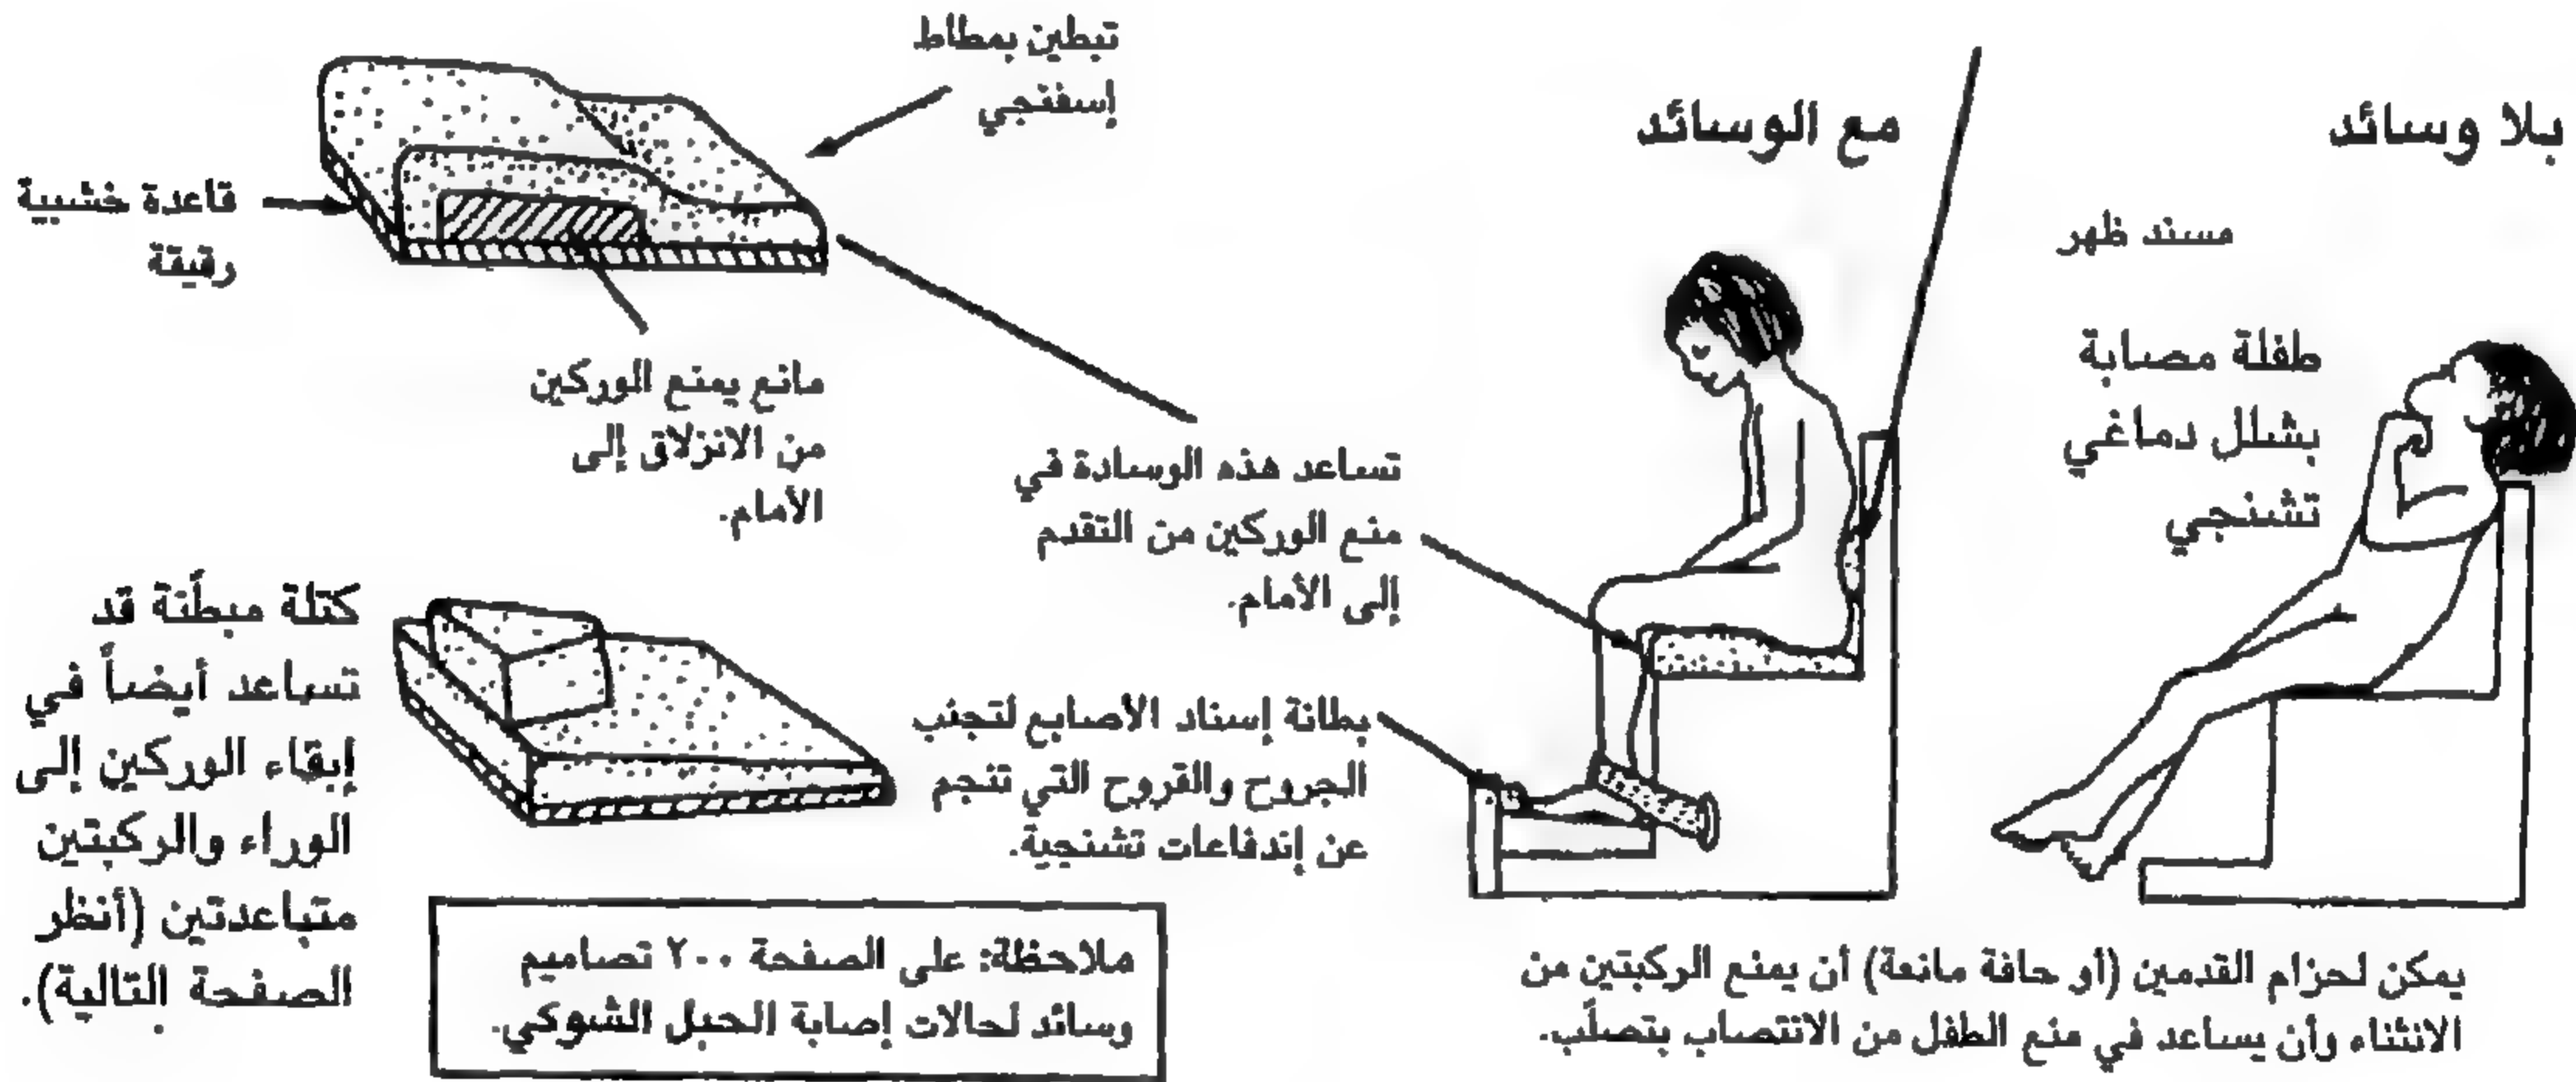 بلا وسائد
مسند ظهر
طفلة مصابة
بشلل دماغي
تشنجي
مع الوسائد
تبطين بمطاط
إسفنجي
قاعدة خشبية
رقيقة
مانع يمنع الوركين
من الانزلاق إلى
الأمام.
تساعد هذه الوسادة في
منع الوركين من التقدم
إلى الأمام.
بطانة إسناد الأصابع لتجنب
الجروح والقروح التي تنجم
عن إندفاعات تشنجية.
كتلة مبطّنة قد
تساعد أيضاً في
إبقاء الوركين إلى
الوراء والركبتين
متباعدتين (أنظر
الصفحة التالية).
يمكن لحزام القدمين (أو حافة مانعة) أن يمنع الركبتين من
الانثناء وأن يساعد في منع الطفل من الانتصاب بتصلّب.
ملاحظة: على الصفحة ٢٠٠ تصاميم
وسائد لحالات إصابة الحبل الشوكي.